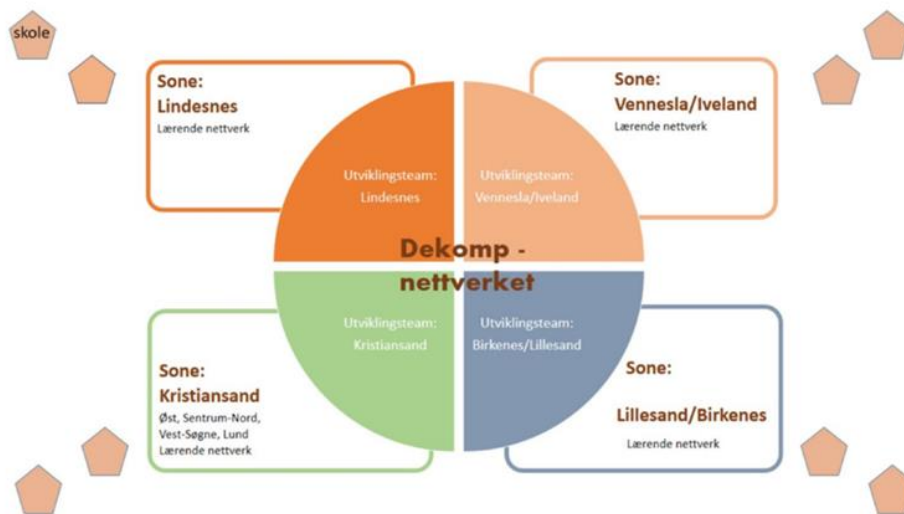 skole
Sone:
Lindesnes
Lærende nettverk
Sone:
Vennesla/Iveland
Lærende nettverk
Utviklingsteam:
Lindesnes
Utviklingsteam:
Vennesla/Iveland
Dekomp -
nettverket
Utviklingsteam:
Kristiansand
Utviklingsteam:
Birkenes/Lillesand
Sone:
Kristiansand
Øst, Sentrum-Nord,
Vest-Søgne, Lund
Lærende nettverk
Sone:
Lillesand/Birkenes
Lærende nettverk